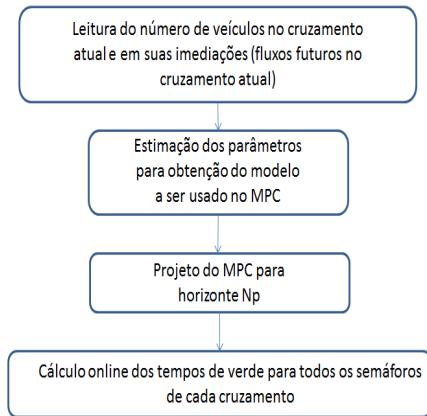 Leitura do número de veículos no cruzamento
atual e em suas imediações (fluxos futuros no
cruzamento atual)
Estimação dos parâmetros
para obtenção do modelo
a ser usado no MPC
Projeto do MPC para
horizonte Np
Cálculo online dos tempos de verde para todos os semáforos
de cada cruzamento